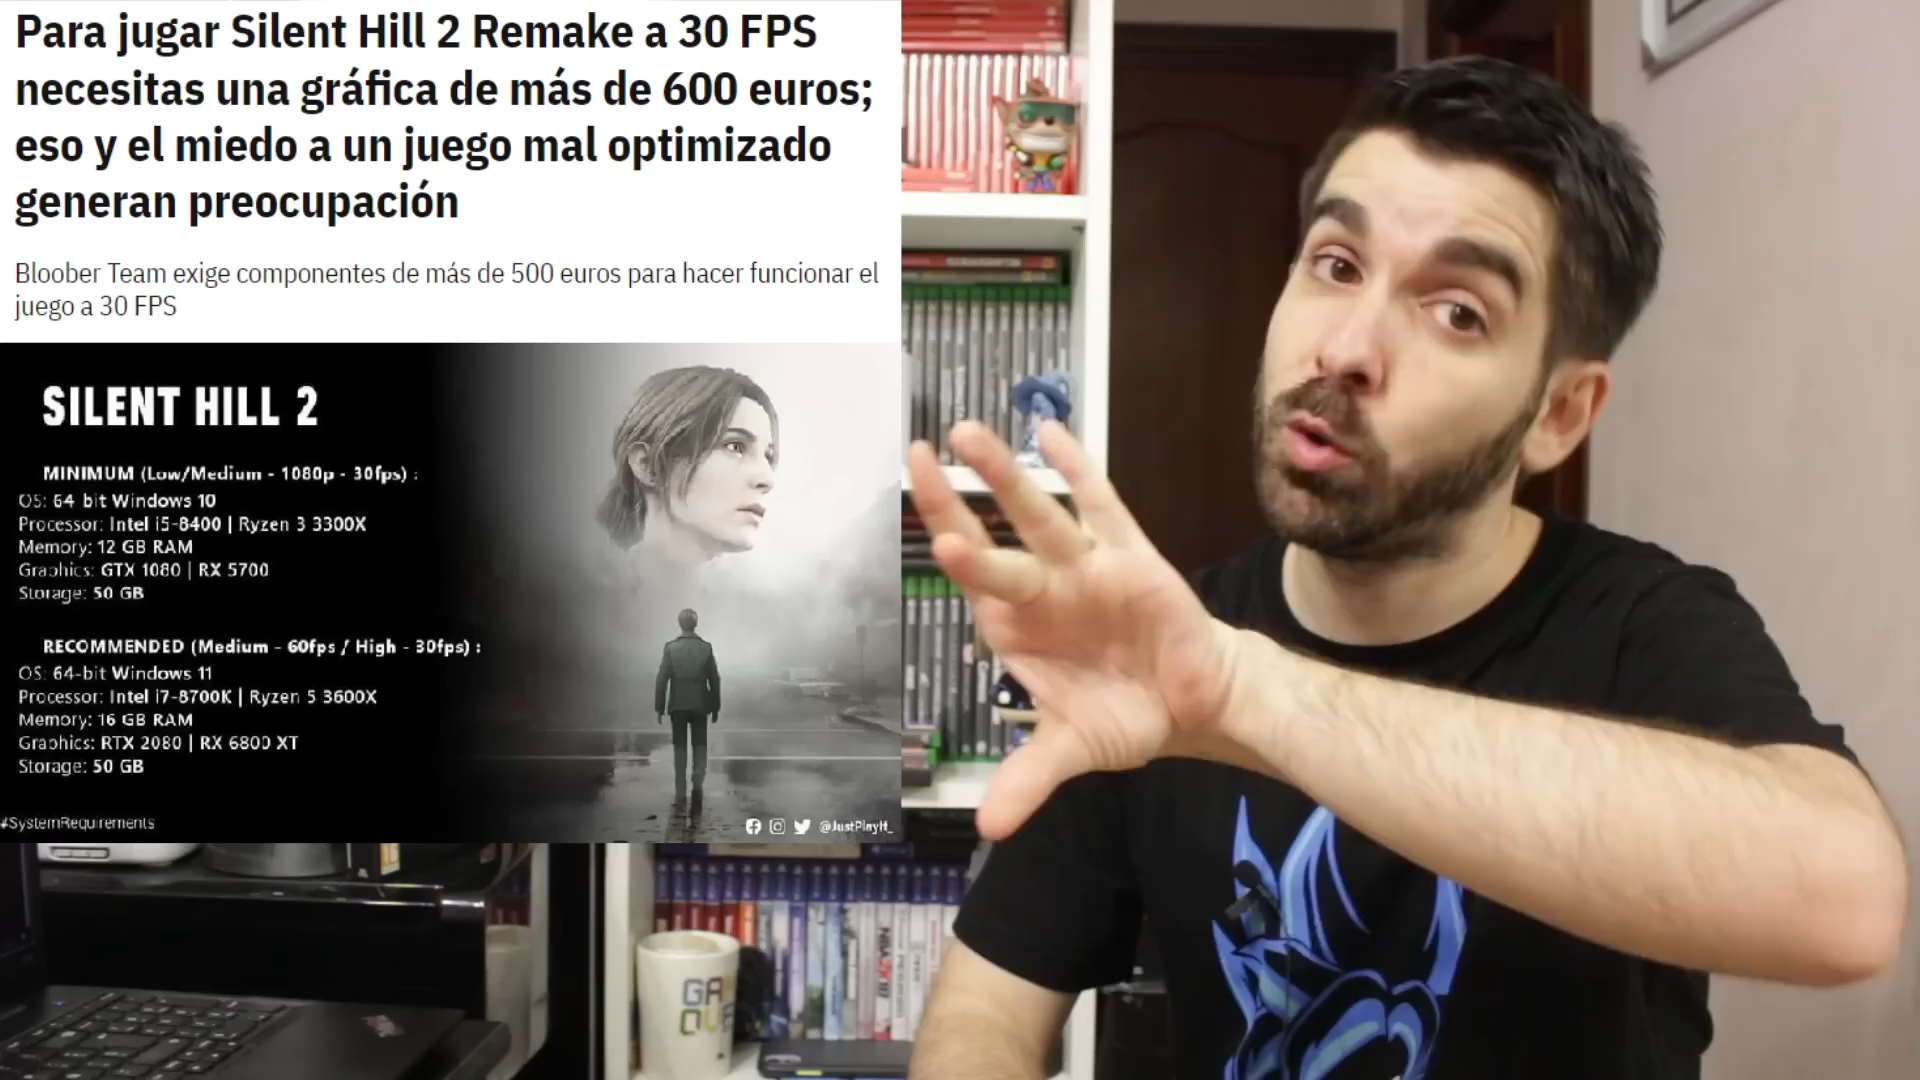 Para jugar Silent Hill 2 Remake a 30 FPS
necesitas una gráfica de más de 600 euros;
eso y el miedo a un juego mal optimizado
generan preocupación
Bloober Team exige componentes de más de 500 euros para hacer funcionar el
juego a 30 FPS
SILENT HILL 2
MINIMUM (Low/Medium - 1080p - 30fps) :
OS: 64 bit Windows 10
Processor: Intel i5-8400 | Ryzen 3 3300X
Memory: 12 GB RAM
Graphics: GTX 1080 | RX 5700
Storage: 50 GB
RECOMMENDED (Medium - 60fps / High - 30fps) :
OS: 64-bit Windows 11
Processor: Intel i7-8700K | Ryzen 5 3600X
Memory: 16 GB RAM
Graphics: RTX 2080 | RX 6800 XT
Storage: 50 GB
#SystemRequirements
@JustPlayIt_
NBA 2K18
GA